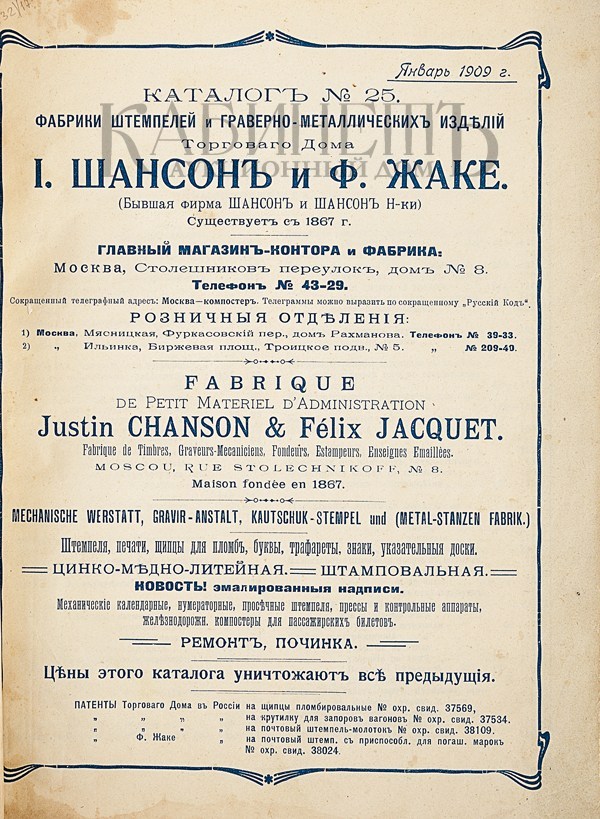 32/19
Январь 1909 г.
КАТАЛОГЪ № 25.
КАБИНЕТЪ
АУКЦИОННЫЙ ДОМ
ФАБРИКИ ШТЕМПЕЛЕЙ и ГРАВЕРНО-МЕТАЛЛИЧЕСКИХЪ ИЗДѢЛІЙ
Торговаго Дома
І. ШАНСОНЪ и Ф. ЖАКЕ.
(Бывшая фирма ШАНСОНЪ и ШАНСОНЪ Н-ки)
Существуетъ съ 1867 г.
ГЛАВНЫЙ МАГАЗИНЪ-КОНТОРА и ФАБРИКА:
Москва, Столешниковъ переулокъ, домъ № 8.
Телефонъ № 43-29.
Сокращенный телеграфный адресъ: Москва—компостеръ. Телеграммы можно выразить по сокращенному „Русскій Кодъ“.
РОЗНИЧНЫЯ ОТДѢЛЕНІЯ:
1) Москва. Мясницкая, Фуркасовскій пер., домъ Рахманова. Телефонъ № 39-33.
2) „ Ильинка, Биржевая площ., Троицкое подв., № 5. „ № 209-40.
FABRIQUE
DE PETIT MATERIEL D'ADMINISTRATION
Justin CHANSON & Félix JACQUET.
Fabrique de Timbres, Graveurs-Mecaniciens, Fondeurs, Estampeurs, Enseignes Emaillées.
MOSCOU, RUE STOLECHNIKOFF, № 8.
Maison fondée en 1867.
MECHANISCHE WERSTATT, GRAVIR-ANSTALT, KAUTSCHUK-STEMPEL und (METAL-STANZEN FABRIK.)
Штемпеля, печати, щипцы для пломбъ, буквы, трафареты, знаки, указательныя доски.
ЦИНКО-МѢДНО-ЛИТЕЙНАЯ. ШТАМПОВАЛЬНАЯ.
НОВОСТЬ! эмалированныя надписи.
Механическіе календарные, нумераторные, просѣчные штемпеля, прессы и контрольные аппараты,
желѣзнодорожн. компостеры для пассажирскихъ билетовъ.
РЕМОНТЪ, ПОЧИНКА.
Цѣны этого каталога уничтожаютъ всѣ предыдущія.
ПАТЕНТЫ Торгаваго Дома въ Россіи на щипцы пломбировальные № охр. свид. 37569,
„ „ „ „ на крутилку для запоровъ вагоновъ № охр. свид. 37534.
„ „ „ „ на почтовый штемпель-молотокъ № охр. свид. 38109.
„ Ф. Жаке „ на почтовый штемп. съ приспособл. для погаш. марокъ
№ охр. свид. 38024.